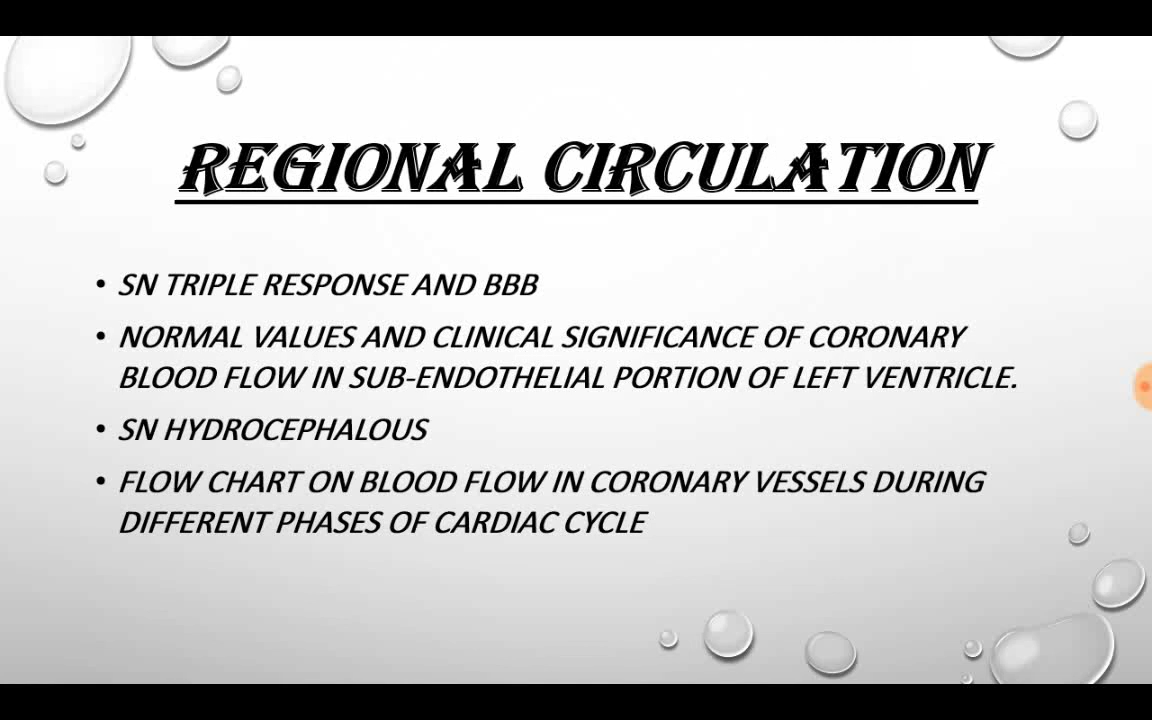 REGIONAL CIRCULATION
• SN TRIPLE RESPONSE AND BBB
• NORMAL VALUES AND CLINICAL SIGNIFICANCE OF CORONARY
BLOOD FLOW IN SUB-ENDOTHELIAL PORTION OF LEFT VENTRICLE.
• SN HYDROCEPHALOUS
• FLOW CHART ON BLOOD FLOW IN CORONARY VESSELS DURING
DIFFERENT PHASES OF CARDIAC CYCLE